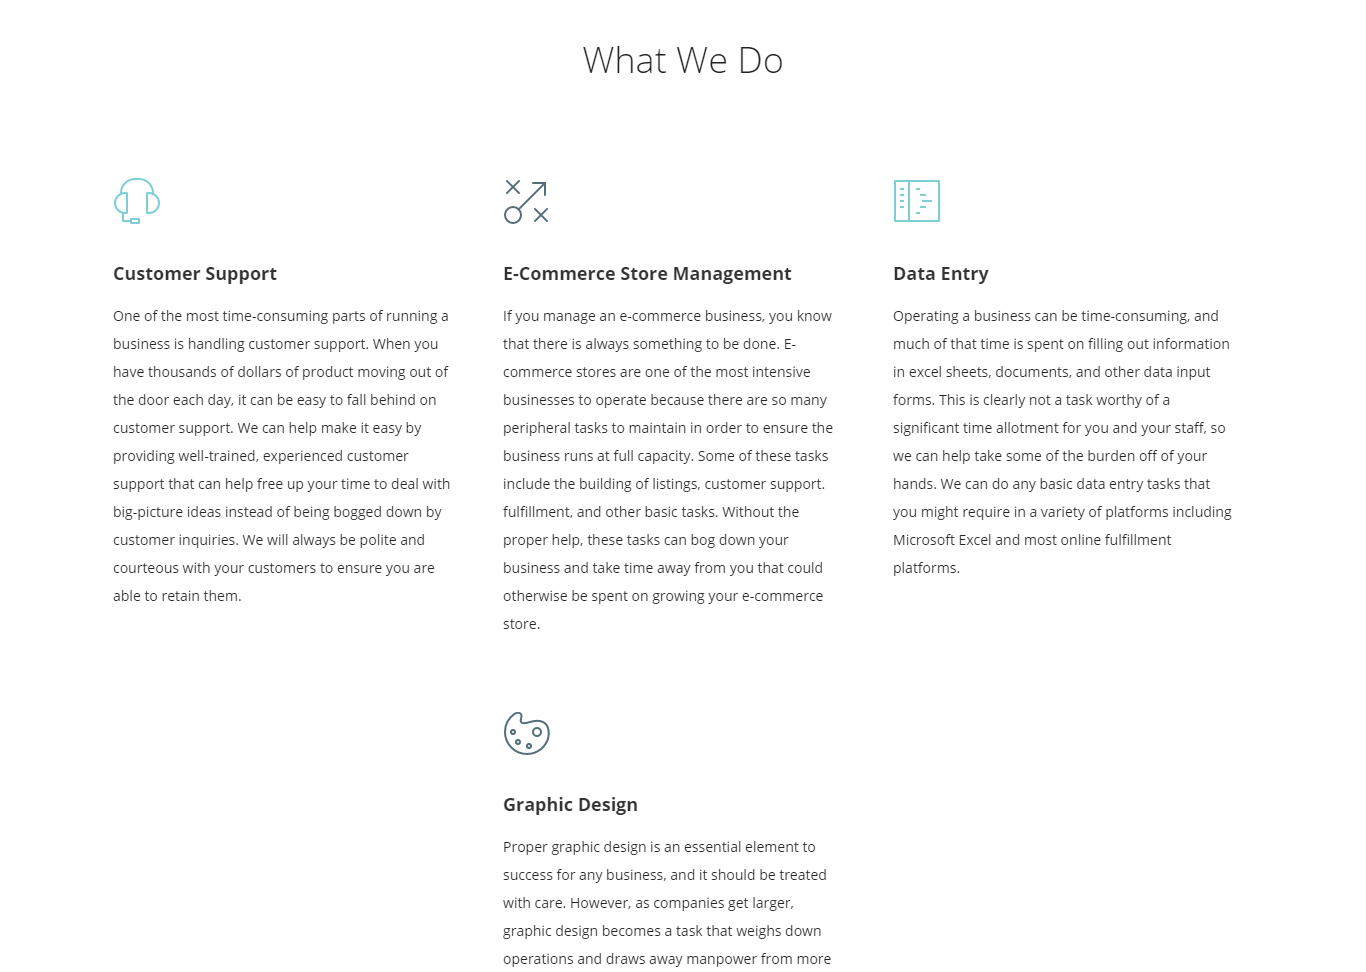 What We Do
Customer Support
One of the most time-consuming parts of running a
business is handling customer support. When you
have thousands of dollars of product moving out of
the door each day, it can be easy to fall behind on
customer support. We can help make it easy by
providing well-trained, experienced customer
support that can help free up your time to deal with
big-picture ideas instead of being bogged down by
customer inquiries. We will always be polite and
courteous with your customers to ensure you are
able to retain them.
E-Commerce Store Management
If you manage an e-commerce business, you know
that there is always something to be done. E-
commerce stores are one of the most intensive
businesses to operate because there are so many
peripheral tasks to maintain in order to ensure the
business runs at full capacity. Some of these tasks
include the building of listings, customer support.
fulfillment, and other basic tasks. Without the
proper help, these tasks can bog down your
business and take time away from you that could
otherwise be spent on growing your e-commerce
store.
Data Entry
Operating a business can be time-consuming, and
much of that time is spent on filling out information
in excel sheets, documents, and other data input
forms. This is clearly not a task worthy of a
significant time allotment for you and your staff, so
we can help take some of the burden off of your
hands. We can do any basic data entry tasks that
you might require in a variety of platforms including
Microsoft Excel and most online fulfillment
platforms.
Graphic Design
Proper graphic design is an essential element to
success for any business, and it should be treated
with care. However, as companies get larger,
graphic design becomes a task that weighs down
operations and draws away manpower from more